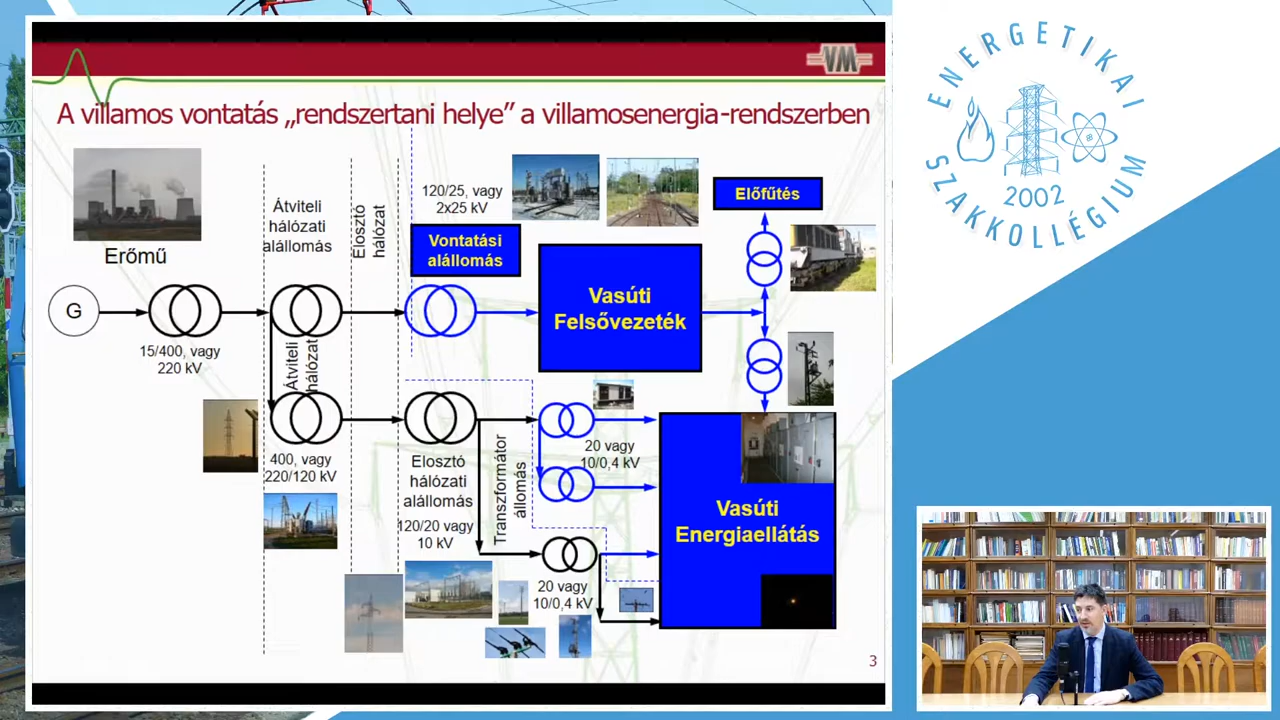 VM
A villamos vontatás „rendszertani helye” a villamosenergia-rendszerben
Erőmű
Átviteli
hálózati
alállomás
Elosztó
hálózat
120/25, vagy
2x25 kV
Vontatási
alállomás
Előfűtés
G
15/400, vagy
220 kV
Átviteli
hálózat
Vasúti
Felsővezeték
400, vagy
220/120 kV
Elosztó
hálózati
alállomás
120/20 vagy
10 kV
Transzformátor
állomás
20 vagy
10/0,4 kV
20 vagy
10/0,4 kV
Vasúti
Energiaellátás
3
ENERGETIKAI
SZAKKOLLÉGIUM
2002